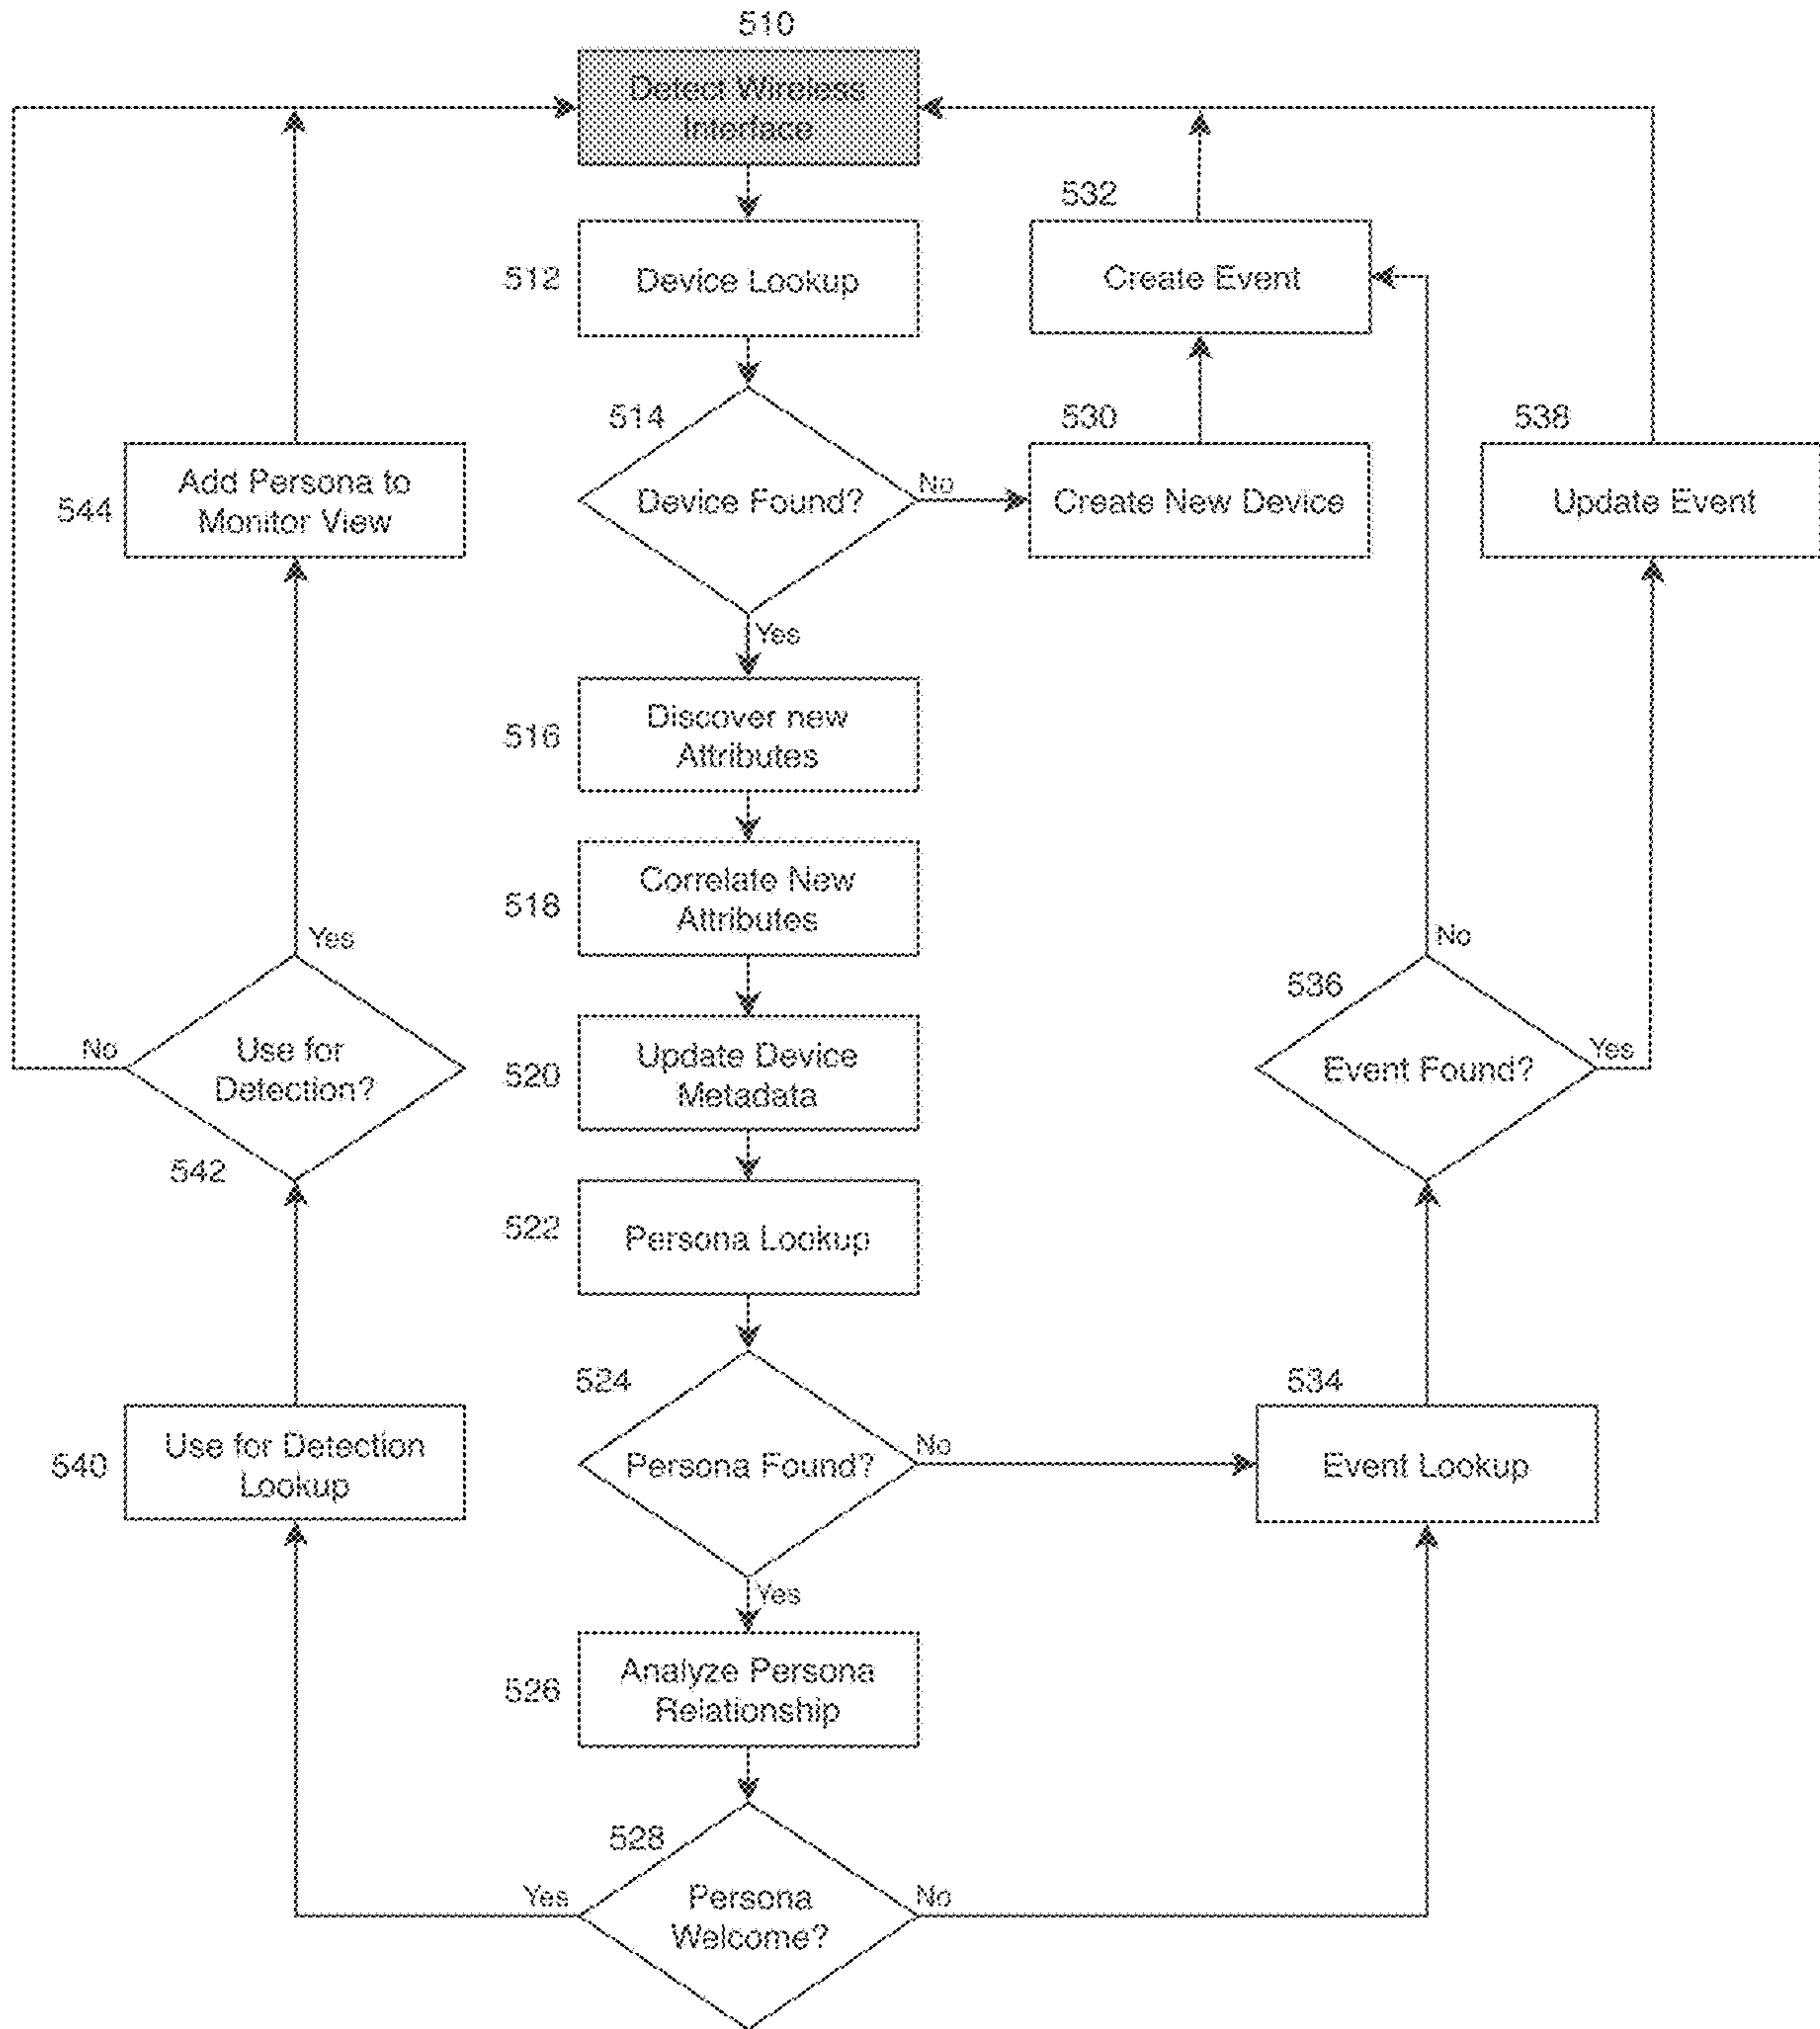 510
Detect Wireless
Interface
532
512
Device Lookup
Create Event
514
530
538
544
Add Persona to
Monitor View
Device Found?
No
Create New Device
Update Event
Yes
516
Discover new
Attributes
518
Correlate New
Attributes
Yes
No
536
No
Use for
Detection?
520
Update Device
Metadata
Event Found?
Yes
542
522
Persona Lookup
524
534
540
Use for Detection
Lookup
Persona Found?
No
Event Lookup
Yes
526
Analyze Persona
Relationship
528
Yes
Persona
Welcome?
No